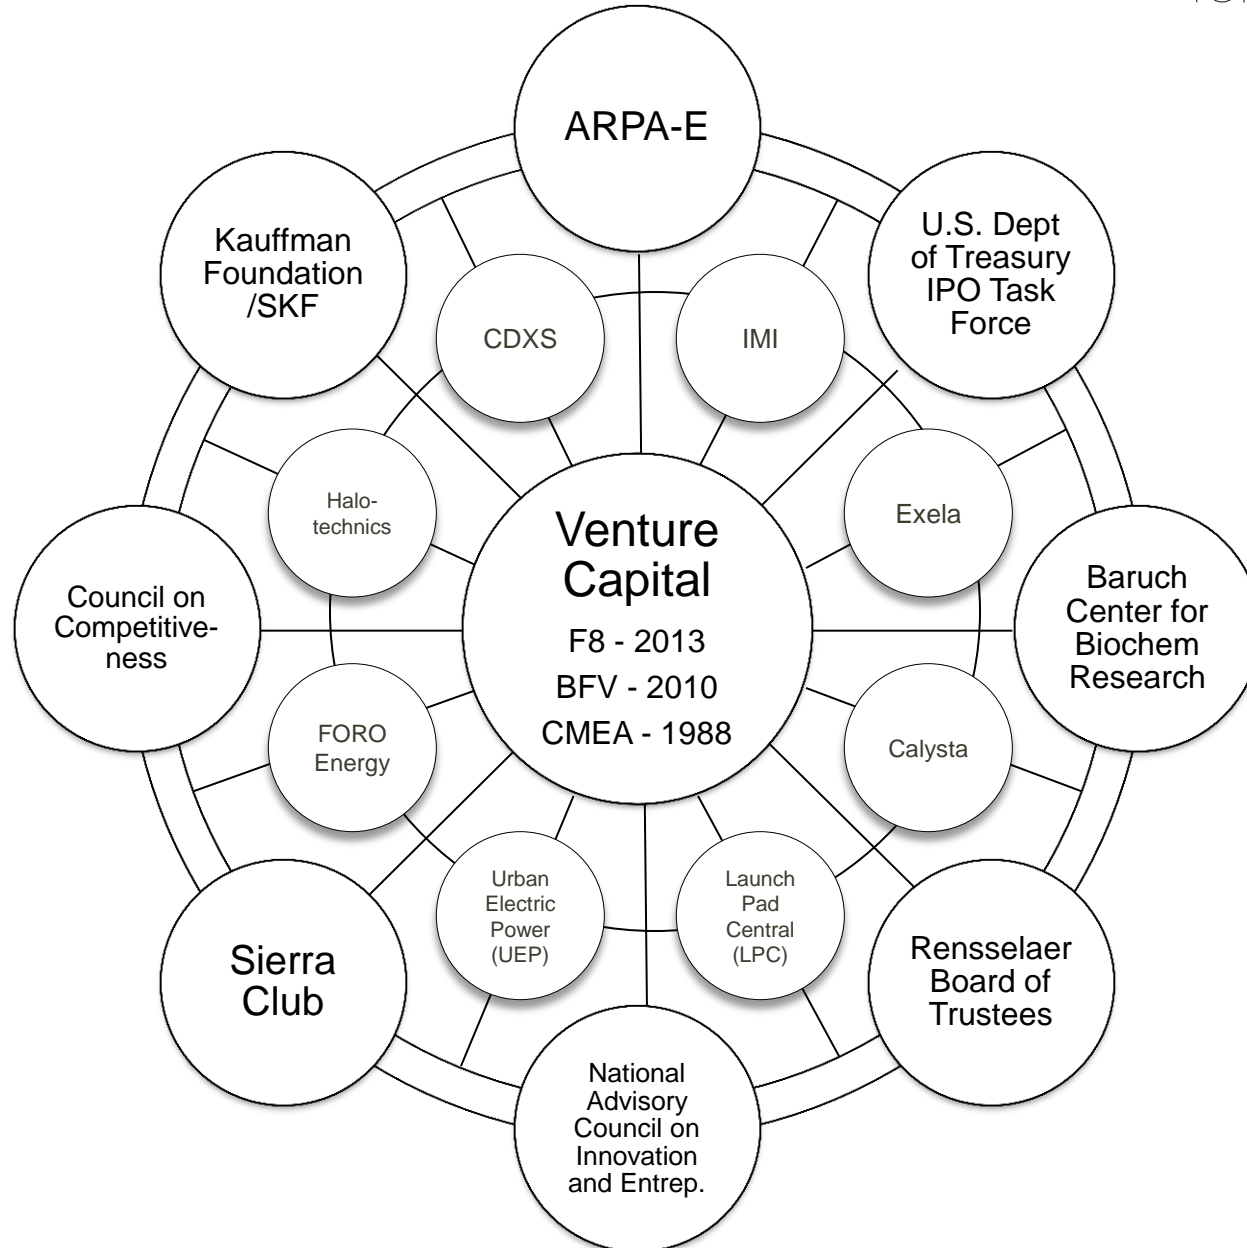 ARPA-E
Kauffman
Foundation
/SKF
U.S. Dept
of Treasury
IPO Task
Force
CDXS
IMI
Halo-
technics
Exela
Venture
Capital
F8 - 2013
BFV - 2010
CMEA - 1988
Council on
Competitive-
ness
Baruch
Center for
Biochem
Research
FORO
Energy
Calysta
Urban
Electric
Power
(UEP)
Launch
Pad
Central
(LPC)
Sierra
Club
Rensselaer
Board of
Trustees
National
Advisory
Council on
Innovation
and Entrep.